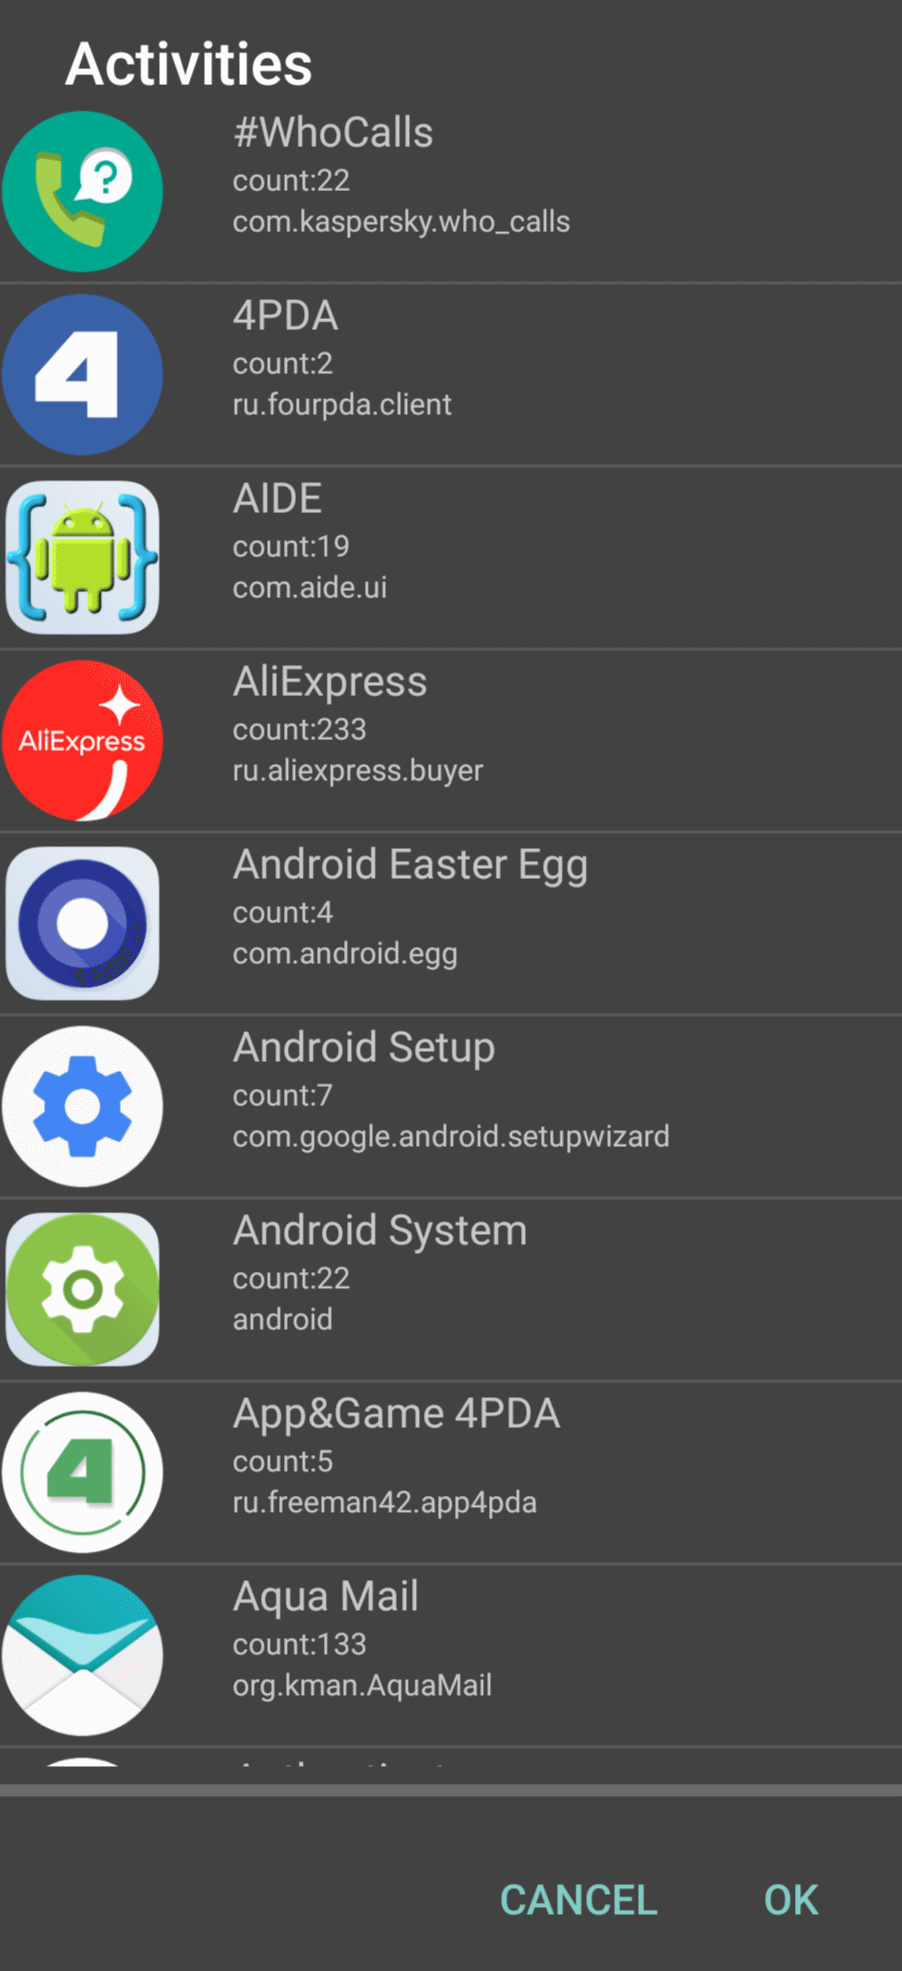 Activities
#WhoCalls
count:22
com.kaspersky.who_calls
4PDA
count:2
ru.fourpda.client
AIDE
count:19
com.aide.ui
AliExpress
AliExpress
count:233
ru.aliexpress.buyer
Android Easter Egg
count:4
com.android.egg
Android Setup
count:7
com.google.android.setupwizard
Android System
count:22
android
App&Game 4PDA
count:5
ru.freeman42.app4pda
Aqua Mail
count:133
org.kman.AquaMail
CANCEL OK